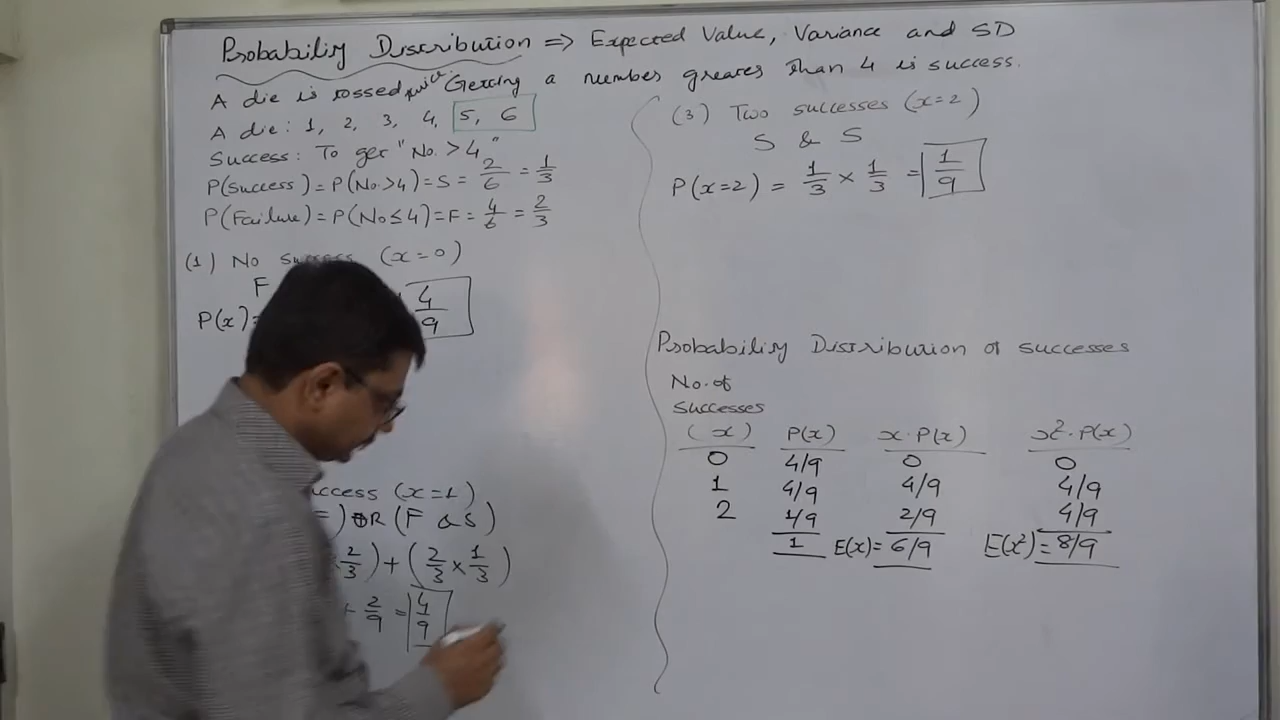 Probability Distribution => Expected Value, Variance and SD
A die is tossed twice Getting a number greater than 4 is success.
A die: 1, 2, 3, 4, 5, 6
Success: To get "No. > 4"
P(Success) = P(No. > 4) = S = 2/6 = 1/3
P(Failure) = P(No ≤ 4) = F = 4/6 = 2/3
(1) No success (x=0)
F
P(x)= 4/9
ccess (x=1)
) OR (F & S)
2/3) + (2/3 × 1/3)
+ 2/9 = 4/9
(3) Two successes (x=2)
S & S
P(x=2) = 1/3 × 1/3 = 1/9
Probability Distribution of successes
No. of
successes
(x) P(x) x·P(x) x²·P(x)
0 4/9 0 0
1 4/9 4/9 4/9
2 1/9 2/9 4/9
1 E(x)= 6/9 E(x²)= 8/9